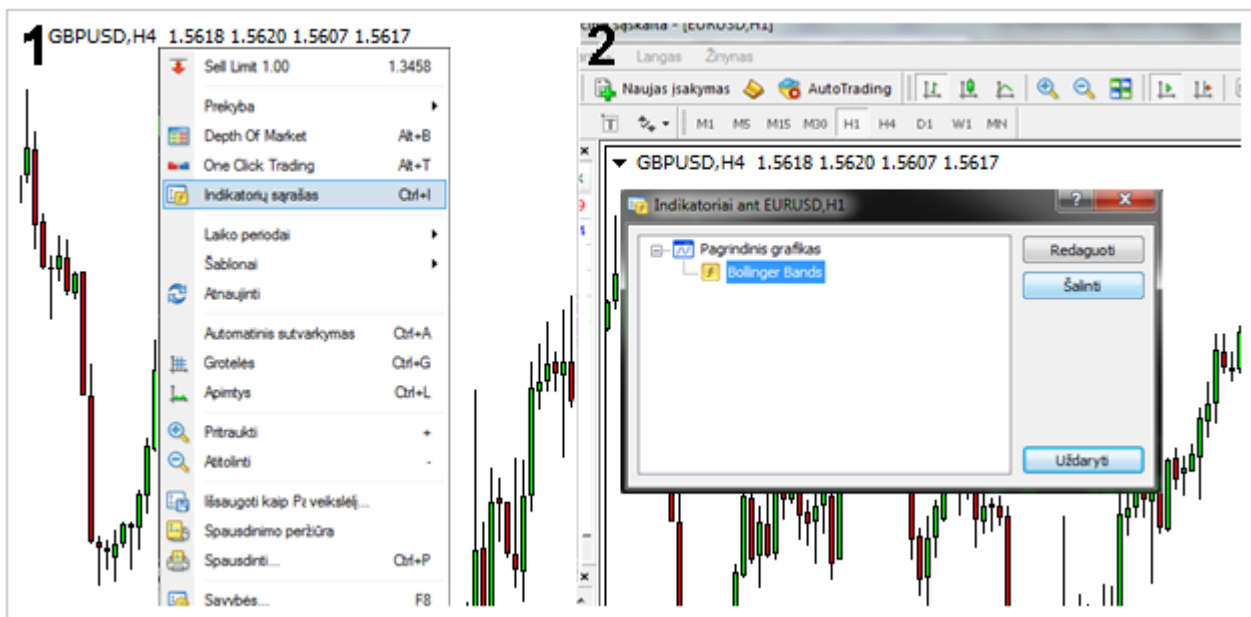 1
GBPUSD,H4 1.5618 1.5620 1.5607 1.5617
Sell Limit 1.00 1.3458
Prekyba
Depth Of Market Alt+B
One Click Trading Alt+T
Indikatorių sąrašas Ctrl+I
Laiko periodai
Šablonai
Atnaujinti
Automatinis sutvarkymas Ctrl+A
Grotelės Ctrl+G
Apimtys Ctrl+L
Pritraukti +
Atitolinti -
Išsaugoti kaip Pa veikslėlį...
Spausdinimo peržiūra
Spausdinti... Ctrl+P
Savybės... F8
2
sąskaita - [EURUSD,H1]
Langas Žinynas
Naujas įsakymas AutoTrading
T M1 M5 M15 M30 H1 H4 D1 W1 MN
GBPUSD,H4 1.5618 1.5620 1.5607 1.5617
Indikatoriai ant EURUSD,H1
Pagrindinis grafikas
Bollinger Bands
Redaguoti
Šalinti
Uždaryti